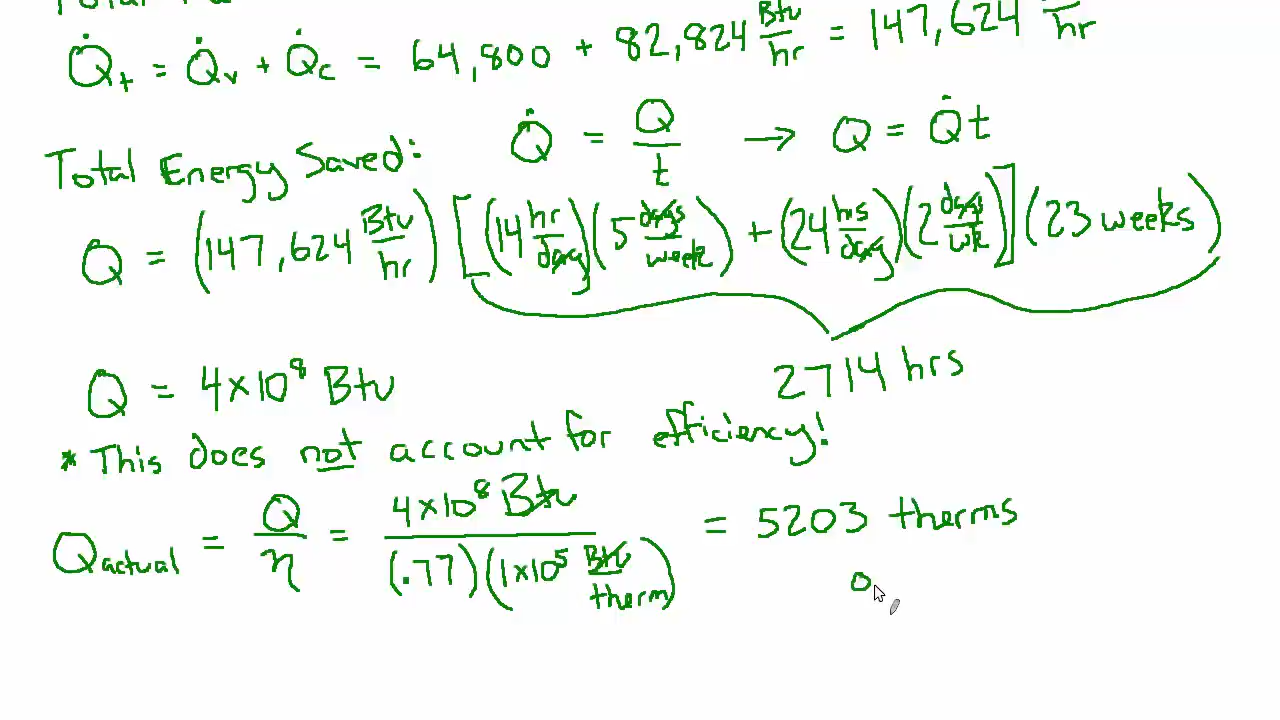 Total
Q̇t = Q̇v + Q̇c = 64,800 + 82,824 Btu/hr = 147,624 /hr
Q̇ = Q/t → Q = Q̇t
Total Energy Saved:
Q = (147,624 Btu/hr) [(14 hr/day)(5 days/week) + (24 hrs/day)(2 days/wk)] (23 weeks)
2714 hrs
Q = 4×10⁸ Btu
* This does not account for efficiency!
Qactual = Q/η = 4×10⁸ Btu / (.77)(1×10⁵ Btu/therm) = 5203 therms
o